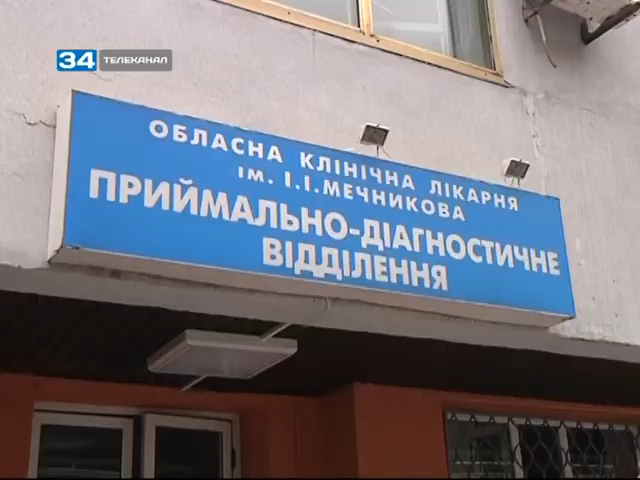 34 ТЕЛЕКАНАЛ
ОБЛАСНА КЛІНІЧНА ЛІКАРНЯ
ІМ. І.І.МЕЧНИКОВА
ПРИЙМАЛЬНО-ДІАГНОСТИЧНЕ
ВІДДІЛЕННЯ